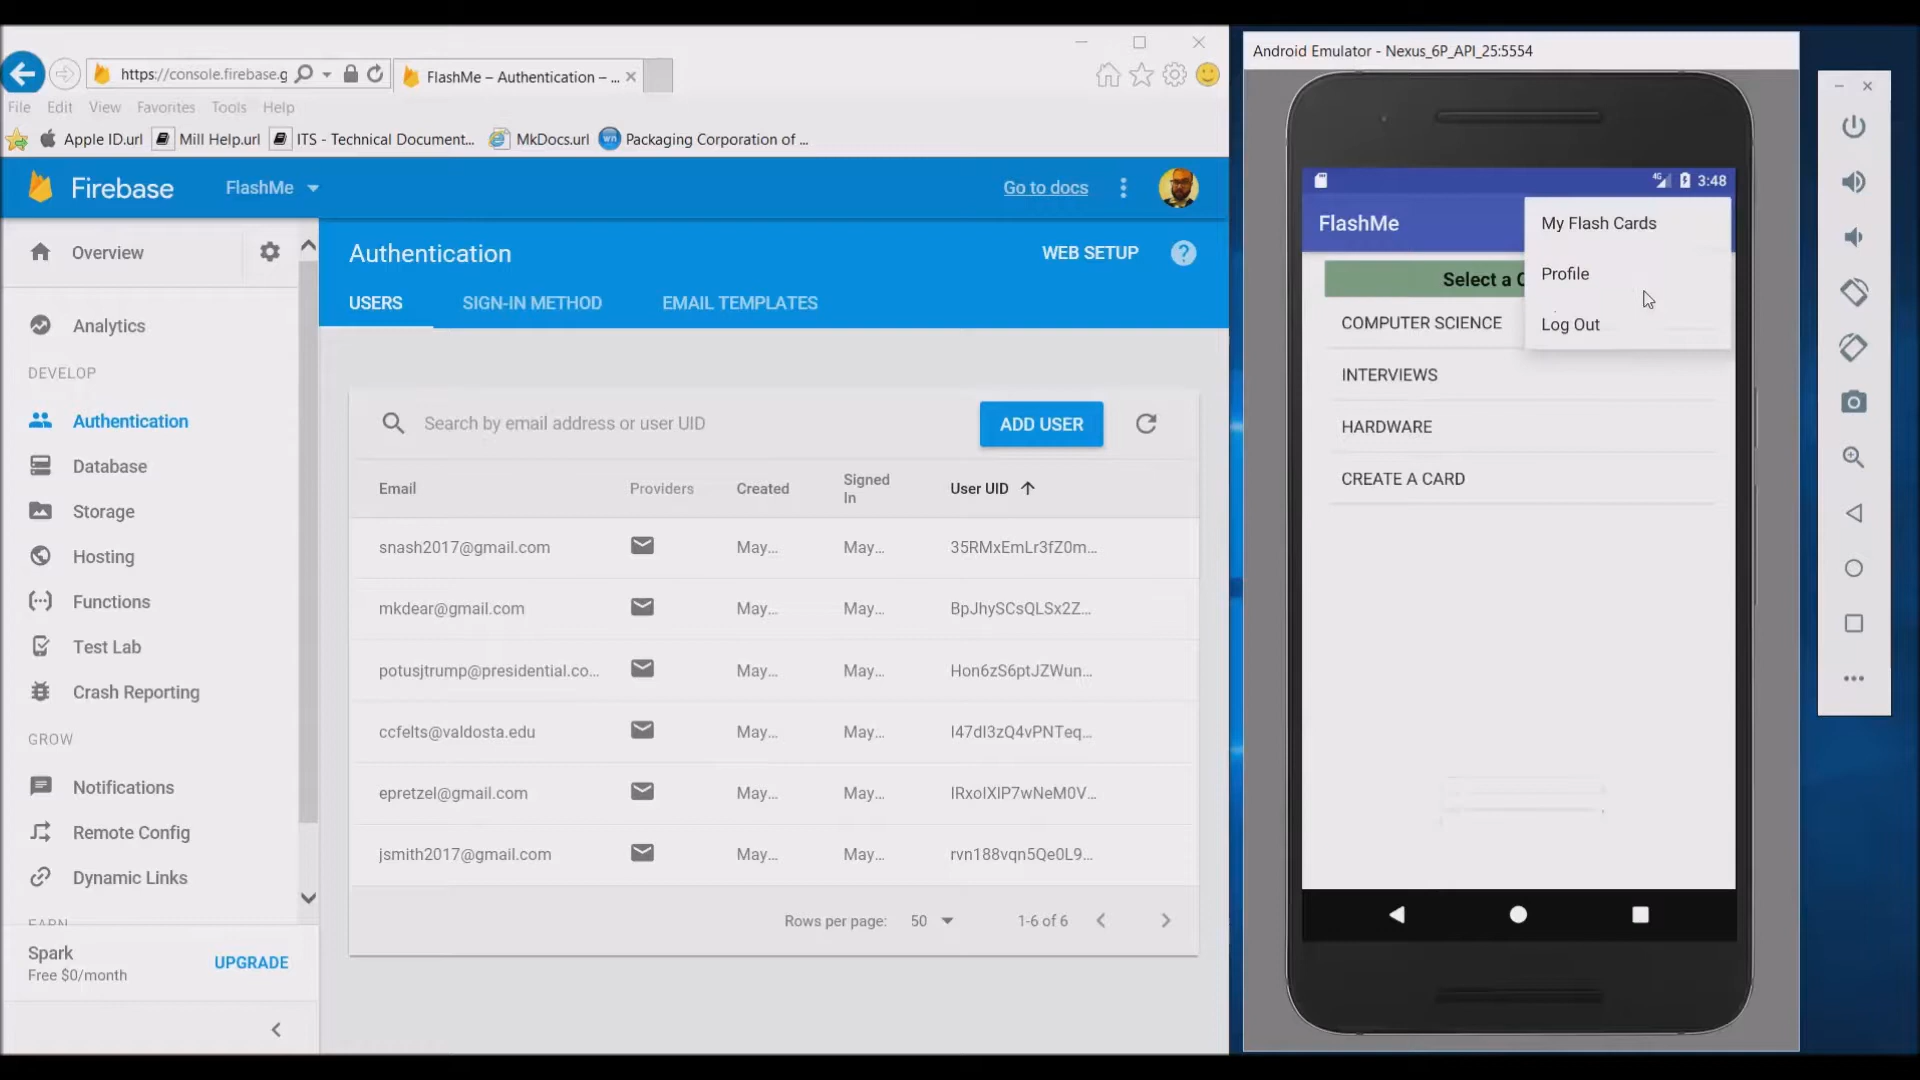 https://console.firebase.g
FlashMe – Authentication – ...
File Edit View Favorites Tools Help
Apple ID.url Mill Help.url ITS - Technical Document... MkDocs.url Packaging Corporation of ...
Firebase FlashMe Go to docs
Overview
Analytics
DEVELOP
Authentication
Database
Storage
Hosting
Functions
Test Lab
Crash Reporting
GROW
Notifications
Remote Config
Dynamic Links
EARN
Spark
Free $0/month
UPGRADE
Authentication
WEB SETUP
USERS SIGN-IN METHOD EMAIL TEMPLATES
Search by email address or user UID
ADD USER
Email Providers Created Signed In User UID
snash2017@gmail.com May... May... 35RMxEmLr3fZ0m...
mkdear@gmail.com May... May... BpJhySCsQLSx2Z...
potusjtrump@presidential.co... May... May... Hon6zS6ptJZWun...
ccfelts@valdosta.edu May... May... I47dI3zQ4vPNTeq...
epretzel@gmail.com May... May... IRxoIXlP7wNeM0V...
jsmith2017@gmail.com May... May... rvn188vqn5Qe0L9...
Rows per page: 50 1-6 of 6
Android Emulator - Nexus_6P_API_25:5554
4G 3:48
FlashMe
My Flash Cards
Profile
Log Out
Select a C
COMPUTER SCIENCE
INTERVIEWS
HARDWARE
CREATE A CARD